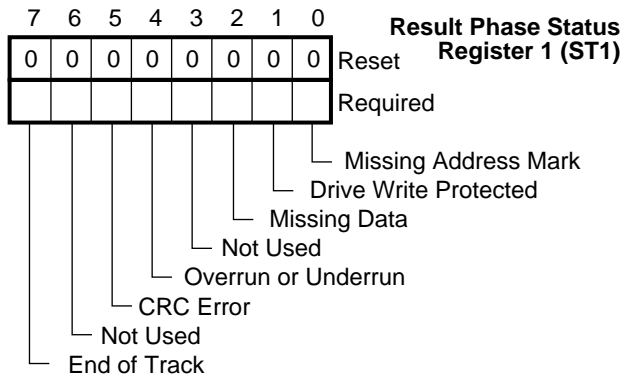 7 6 5 4 3 2 1 0
Result Phase Status
Register 1 (ST1)
0 0 0 0 0 0 0 0 Reset
Required
Missing Address Mark
Drive Write Protected
Missing Data
Not Used
Overrun or Underrun
CRC Error
Not Used
End of Track